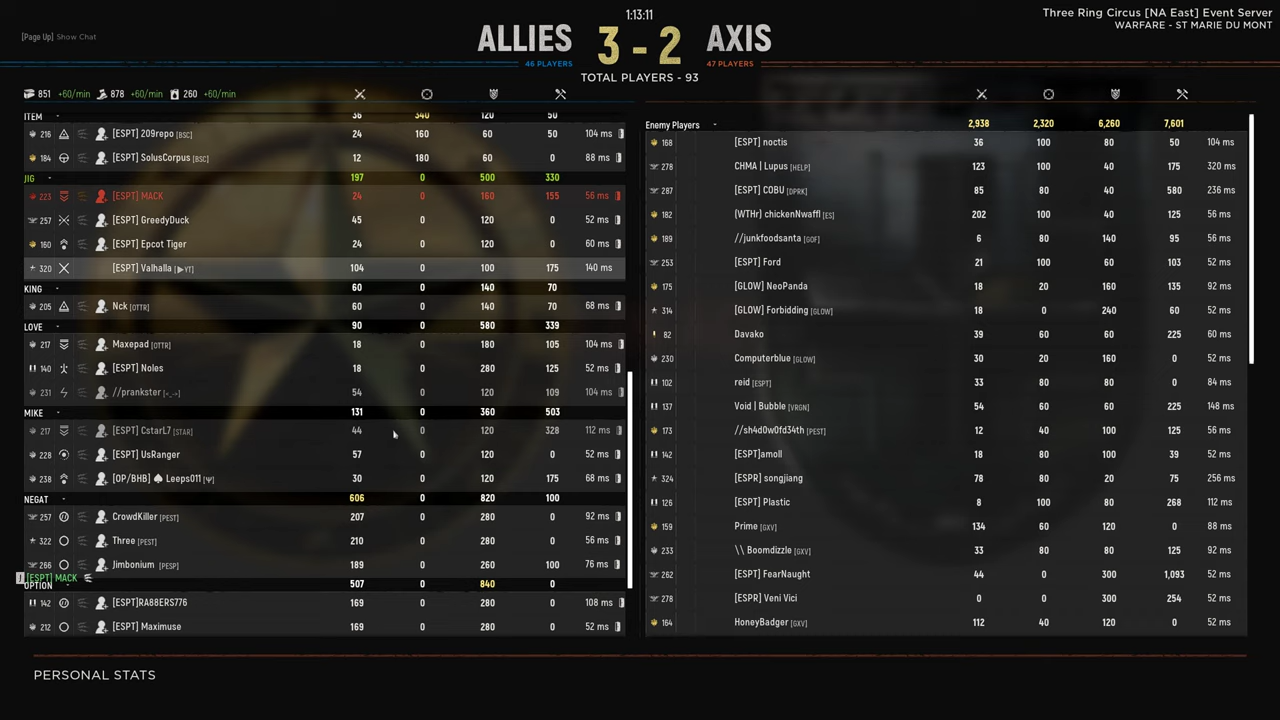 1:13:11
Three Ring Circus [NA East] Event Server
WARFARE - ST MARIE DU MONT
[Page Up] Show Chat
ALLIES 3 - 2 AXIS
46 PLAYERS 47 PLAYERS
TOTAL PLAYERS - 93
851 +60/min 878 +60/min 260 +60/min
ITEM - 36 340 120 50
216 [ESPT] 209repo [BSC] 24 160 60 50 104 ms
184 [ESPT] SolusCorpus [BSC] 12 180 60 0 88 ms
JIG - 197 0 500 330
223 [ESPT] MACK 24 0 160 155 56 ms
257 [ESPT] GreedyDuck 45 0 120 0 52 ms
160 [ESPT] Epcot Tiger 24 0 120 0 60 ms
320 [ESPT] Valhalla [▶YT] 104 0 100 175 140 ms
KING - 60 0 140 70
205 Nck [OTTR] 60 0 140 70 68 ms
LOVE - 90 0 580 339
217 Maxepad [OTTR] 18 0 180 105 104 ms
140 [ESPT] Noles 18 0 280 125 52 ms
231 //prankster [-_-] 54 0 120 109 104 ms
MIKE - 131 0 360 503
217 [ESPT] CstarL7 [STAR] 44 0 120 328 112 ms
228 [ESPT] UsRanger 57 0 120 0 52 ms
238 [OP/BHB] ♠ Leeps011 [Ψ] 30 0 120 175 68 ms
NEGAT - 606 0 820 100
257 CrowdKiller [PEST] 207 0 280 0 92 ms
322 Three [PEST] 210 0 280 0 56 ms
266 Jimbonium [PESP] 189 0 260 100 76 ms
[ESPT] MACK
OPTION - 507 0 840 0
142 [ESPT]RA88ERS776 169 0 280 0 108 ms
212 [ESPT] Maximuse 169 0 280 0 52 ms
Enemy Players - 2,938 2,320 6,260 7,601
168 [ESPT] noctis 36 100 80 50 104 ms
278 CHMA | Lupus [HELP] 123 100 40 175 320 ms
287 [ESPT] COBU [DPRK] 85 80 40 580 236 ms
182 (WTHr) chickenNwaffl [ES] 202 100 40 125 56 ms
189 //junkfoodsanta [GOF] 6 80 140 95 56 ms
253 [ESPT] Ford 21 100 60 103 52 ms
175 [GLOW] NeoPanda 18 20 160 135 92 ms
314 [GLOW] Forbidding [GLOW] 18 0 240 60 52 ms
82 Davako 39 60 60 225 60 ms
230 Computerblue [GLOW] 30 20 160 0 52 ms
102 reid [ESPT] 33 80 80 0 84 ms
137 Void | Bubble [VRGN] 54 60 60 225 148 ms
173 //sh4d0w0fd34th [PEST] 12 40 100 125 56 ms
142 [ESPT]amoll 18 80 100 39 52 ms
324 [ESPR] songjiang 78 80 20 75 256 ms
126 [ESPT] Plastic 8 100 80 268 112 ms
159 Prime [GXV] 134 60 120 0 88 ms
233 \\ Boomdizzle [GXV] 33 80 80 125 92 ms
262 [ESPT] FearNaught 44 0 300 1,093 52 ms
278 [ESPR] Veni Vici 0 0 300 254 52 ms
164 HoneyBadger [GXV] 112 40 120 0 52 ms
PERSONAL STATS